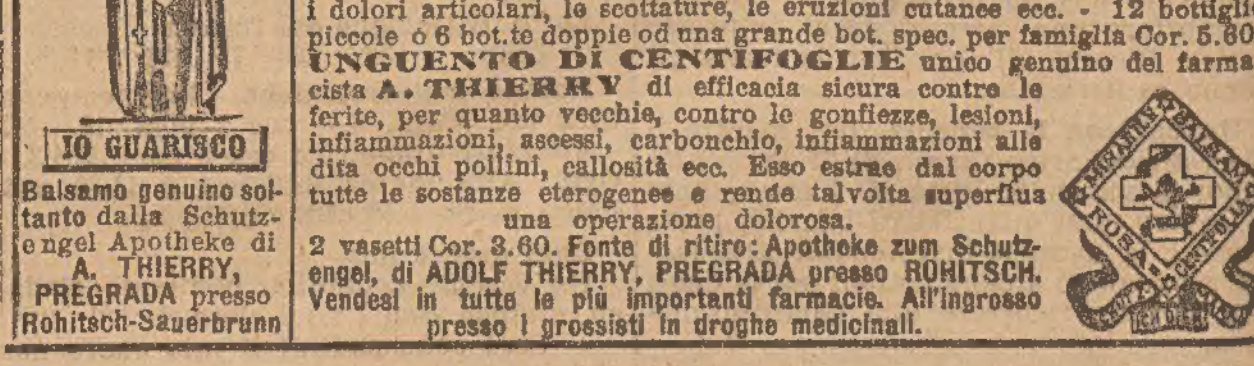 IO GUARISCO
Balsamo genuino sol-
tanto dalla Schutz-
engel Apotheke di
A. THIERRY,
PREGRADA presso
Rohitsch-Sauerbrunn
i dolori articolari, le scottature, le eruzioni cutanee ecc. - 12 bottiglie
piccole ó 6 bot.te doppie od una grande bot. spec. per famiglia Cor. 5.60
UNGUENTO DI CENTIFOGLIE unico genuino del farma-
cista A. THIERRY di efficacia sicura contro le
ferite, per quanto vecchie, contro le gonfiezze, lesioni,
infiammazioni, ascessi, carbonchio, infiammazioni alle
dita occhi pollini, callosità ecc. Esso estrae dal corpo
tutte le sostanze eterogenee e rende talvolta superflua
una operazione dolorosa.
2 vasetti Cor. 3.60. Fonte di ritiro: Apotheke zum Schutz-
engel, di ADOLF THIERRY, PREGRADA presso ROHITSCH.
Vendesi in tutte le più importanti farmacie. All'ingrosso
presso i grossisti in droghe medicinali.
MIRABILE BALSAM
ROSA CENTIFOLIA
ICH DIEN